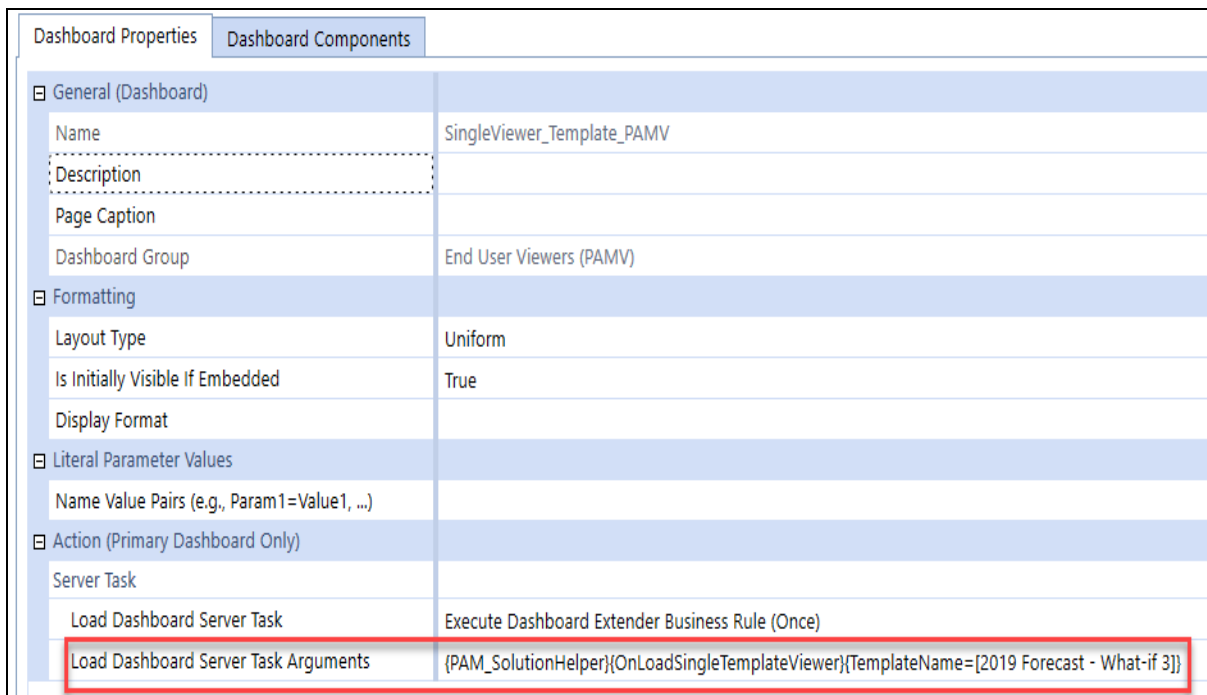 Dashboard Properties Dashboard Components
General (Dashboard)
Name SingleViewer_Template_PAMV
Description
Page Caption
Dashboard Group End User Viewers (PAMV)
Formatting
Layout Type Uniform
Is Initially Visible If Embedded True
Display Format
Literal Parameter Values
Name Value Pairs (e.g., Param1=Value1, ...)
Action (Primary Dashboard Only)
Server Task
Load Dashboard Server Task Execute Dashboard Extender Business Rule (Once)
Load Dashboard Server Task Arguments {PAM_SolutionHelper}{OnLoadSingleTemplateViewer}{TemplateName=[2019 Forecast - What-if 3]}